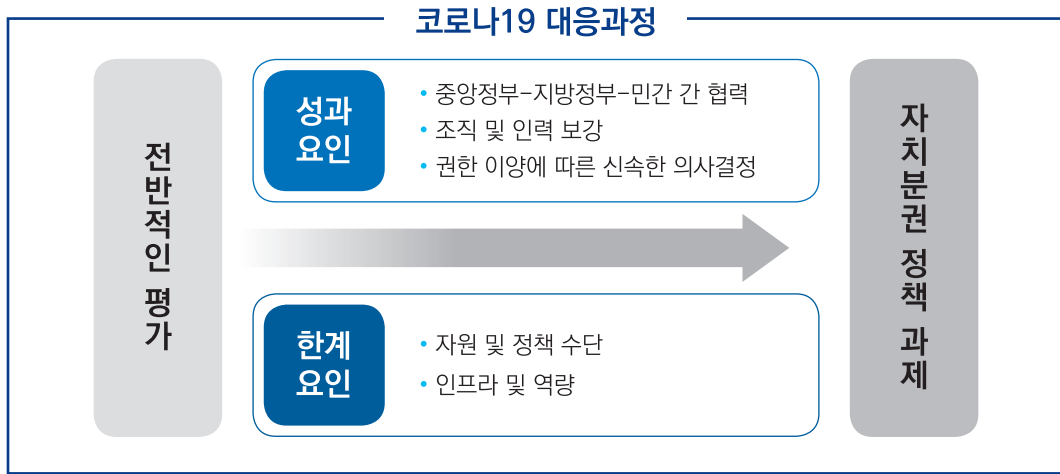 코로나19 대응과정
전반적인 평가
성과
요인
• 중앙정부-지방정부-민간 간 협력
• 조직 및 인력 보강
• 권한 이양에 따른 신속한 의사결정
한계
요인
• 자원 및 정책 수단
• 인프라 및 역량
자치분권 정책 과제